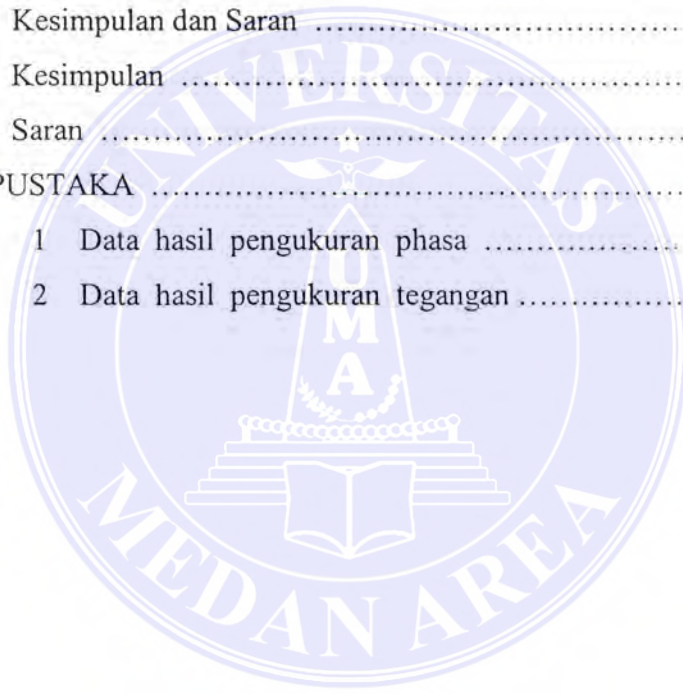 Kesimpulan dan Saran ........................................
Kesimpulan ........................................
Saran ........................................
PUSTAKA ........................................
1 Data hasil pengukuran phasa ....................
2 Data hasil pengukuran tegangan ....................
UNIVERSITAS
UMA
MEDAN AREA